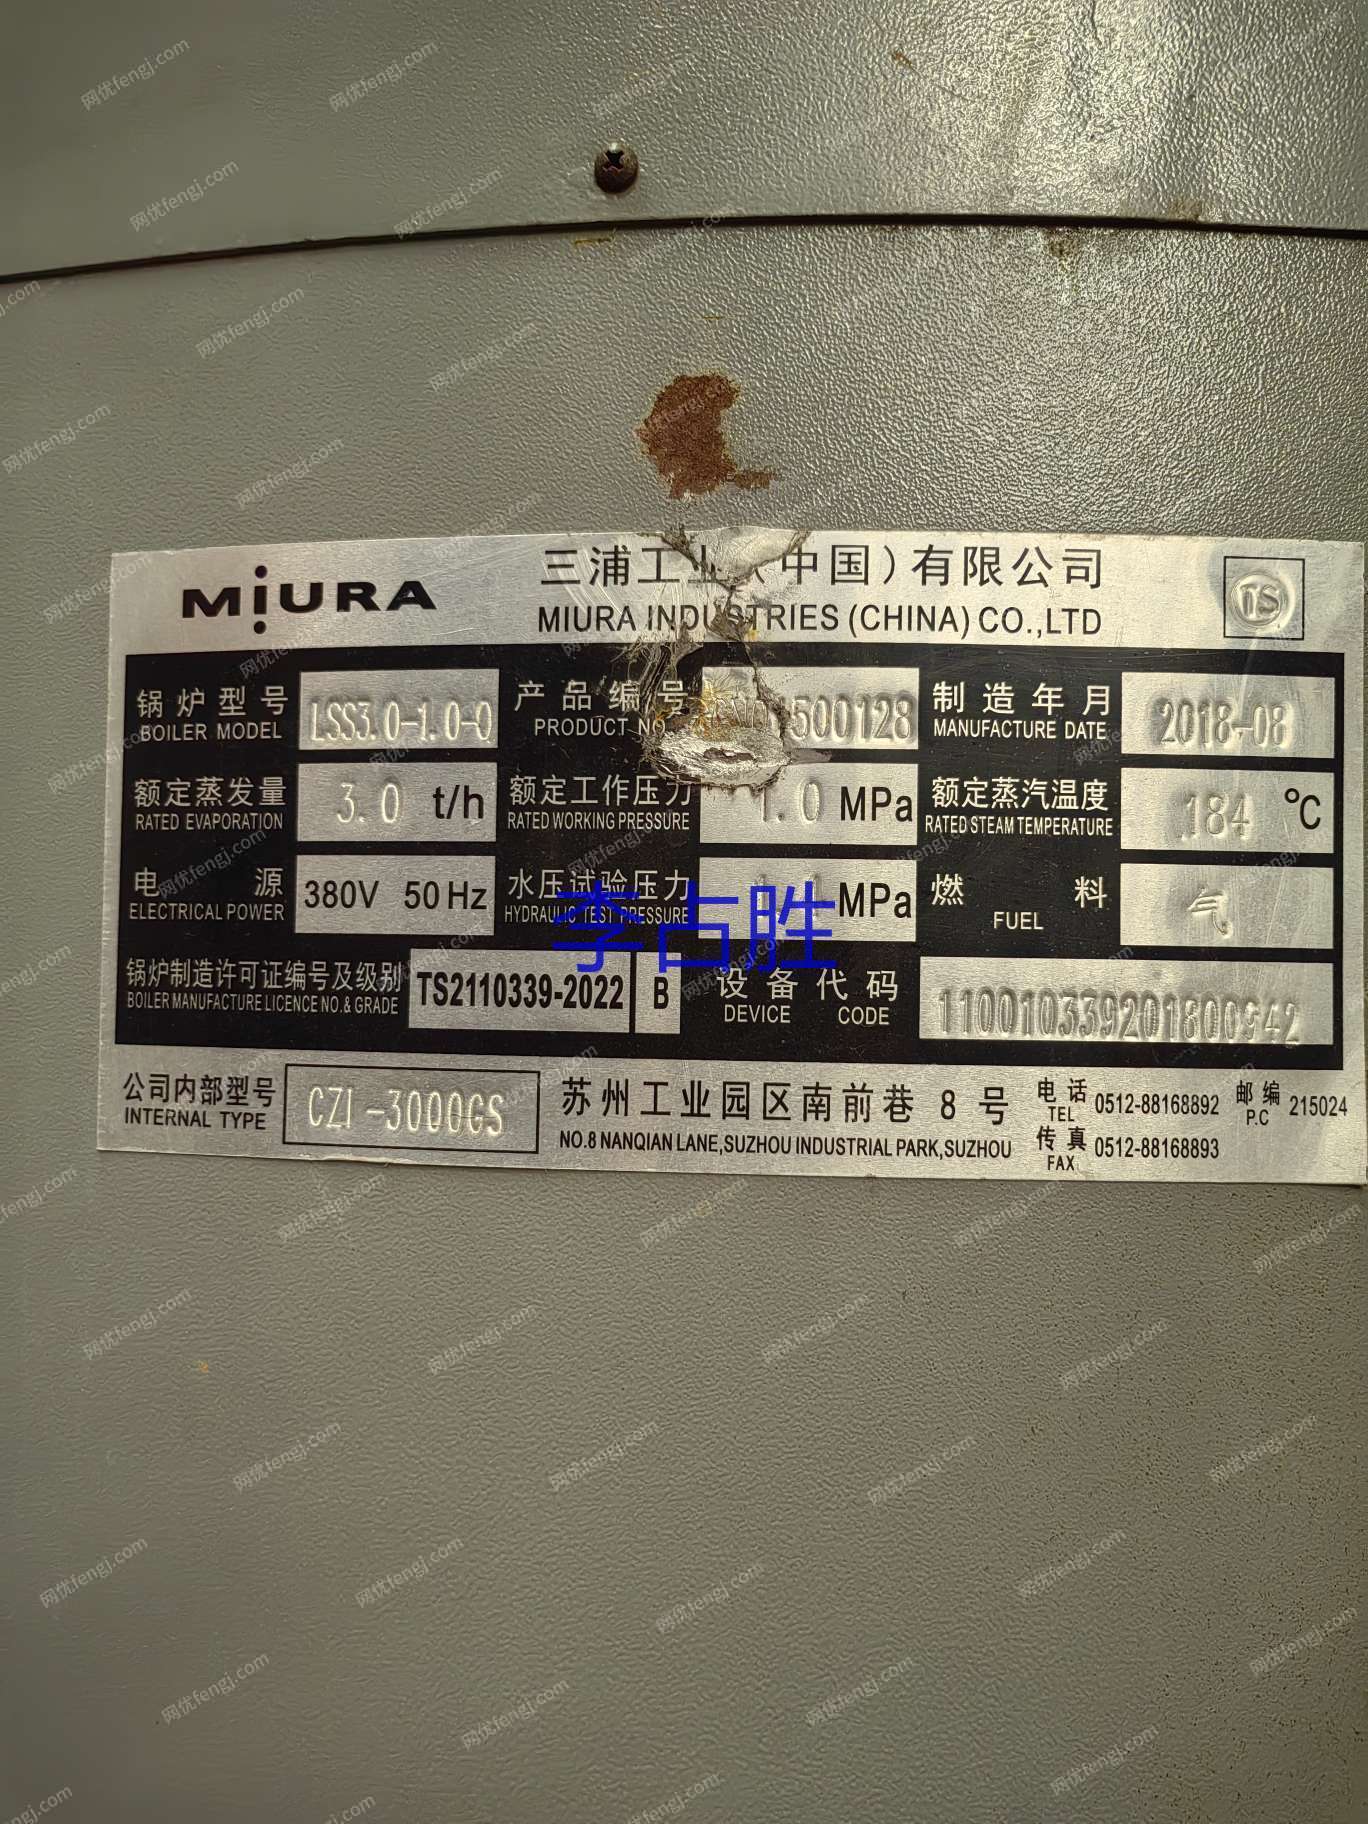 MIURA
三浦工业（中国）有限公司
MIURA INDUSTRIES (CHINA) CO.,LTD
TS
锅炉型号 LSS3.0-1.0-Q 产品编号 500128 制造年月 2018-08
BOILER MODEL PRODUCT NO. MANUFACTURE DATE
额定蒸发量 3.0 t/h 额定工作压力 1.0 MPa 额定蒸汽温度 184 ℃
RATED EVAPORATION RATED WORKING PRESSURE RATED STEAM TEMPERATURE
电源 380V 50Hz 水压试验压力 MPa 燃料 气
ELECTRICAL POWER HYDRAULIC TEST PRESSURE FUEL
李占胜
锅炉制造许可证编号及级别 TS2110339-2022 B 设备代码 110010339201800942
BOILER MANUFACTURE LICENCE NO.& GRADE DEVICE CODE
公司内部型号 CZI-3000GS 苏州工业园区南前巷 8 号 电话 0512-88168892 邮编 215024
INTERNAL TYPE NO.8 NANQIAN LANE,SUZHOU INDUSTRIAL PARK,SUZHOU TEL P.C
传真 0512-88168893
FAX
网优fengj.com